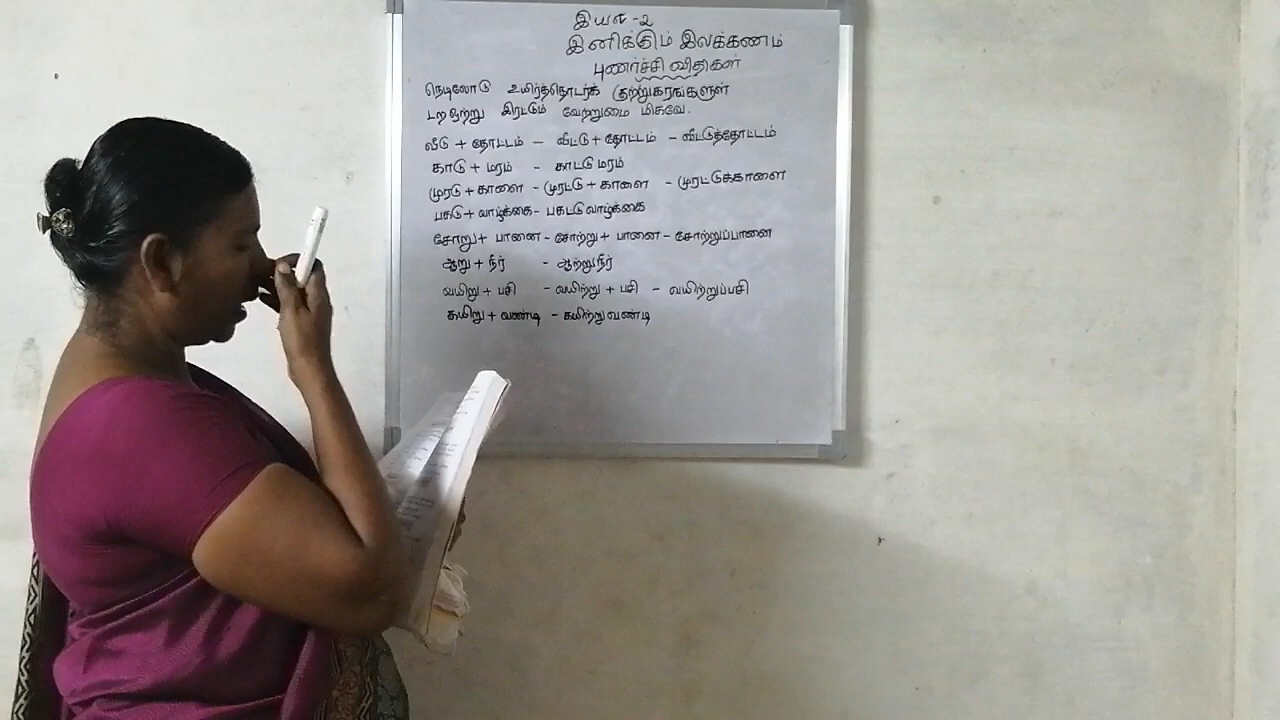 இயல் -2
இனிக்கும் இலக்கணம்
புணர்ச்சி விதிகள்
நெடிலோடு உயிர்த்தொடர்க் குற்றுகரங்களுள்
டறஒற்று இரட்டும் வேற்றுமை மிகவே.
வீடு + தோட்டம் – வீட்டு + தோட்டம் – வீட்டுத்தோட்டம்
காடு + மரம் - காட்டுமரம்
முரடு + காளை - முரட்டு + காளை - முரட்டுக்காளை
பகடு + வாழ்க்கை - பகட்டு வாழ்க்கை
சோறு + பானை - சோற்று + பானை - சோற்றுப்பானை
ஆறு + நீர் - ஆற்றுநீர்
வயிறு + பசி - வயிற்று + பசி - வயிற்றுப்பசி
கயிறு + வண்டி - கயிற்று வண்டி